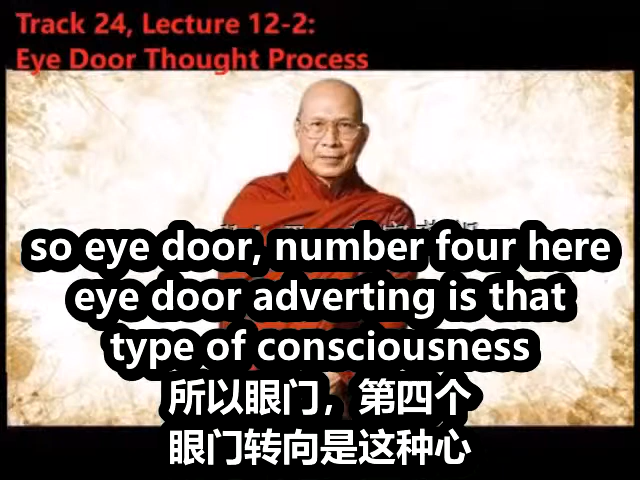 Track 24, Lecture 12-2:
Eye Door Thought Process
so eye door, number four here
eye door adverting is that
type of consciousness
所以眼门，第四个
眼门转向是这种心